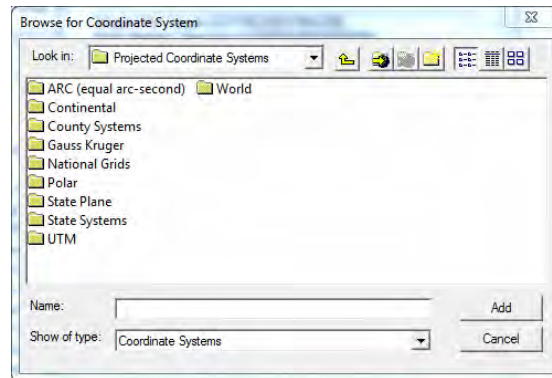 Browse for Coordinate System
Look in: Projected Coordinate Systems
ARC (equal arc-second) World
Continental
County Systems
Gauss Kruger
National Grids
Polar
State Plane
State Systems
UTM
Name: Add
Show of type: Coordinate Systems Cancel